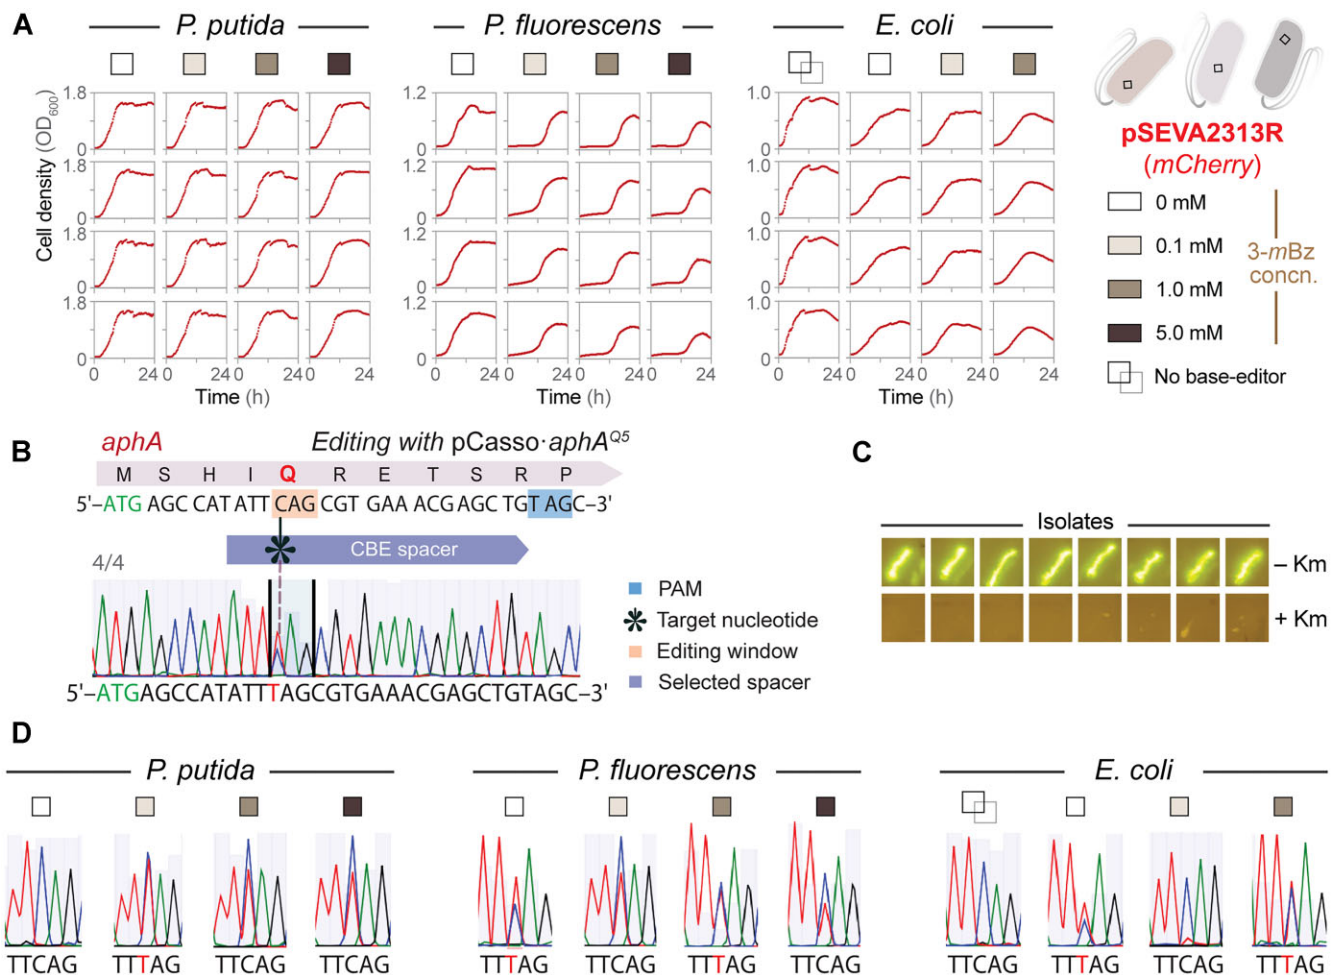 A
P. putida
P. fluorescens
E. coli
Cell density (OD600)
1.8
0
1.8
0
1.8
0
1.8
0
0 24 0 24 0 24 0 24
Time (h)
1.2
0
1.2
0
1.2
0
1.2
0
0 24 0 24 0 24 0 24
Time (h)
1.0
0
1.0
0
1.0
0
1.0
0
0 24 0 24 0 24 0 24
Time (h)
pSEVA2313R
(mCherry)
0 mM
0.1 mM
1.0 mM
5.0 mM
3-mBz
concn.
No base-editor
B
aphA Editing with pCasso·aphA^Q5
M S H I Q R E T S R P
5'–ATG AGC CAT ATT CAG CGT GAA ACG AGC TGT AGC–3'
CBE spacer
4/4
5'–ATGAGCCATATTTAGCGTGAAACGAGCTGTAGC–3'
PAM
Target nucleotide
Editing window
Selected spacer
C
Isolates
– Km
+ Km
D
P. putida
TTCAG TTTAG TTCAG TTCAG
P. fluorescens
TTTAG TTCAG TTTAG TTCAG
E. coli
TTCAG TTTAG TTCAG TTTAG